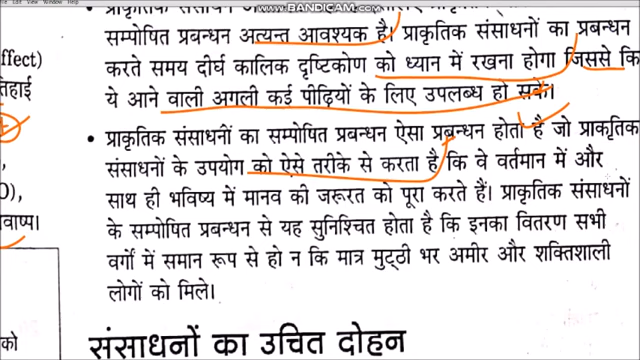 www.BANDICAM.com
सम्पोषित प्रबन्धन अत्यन्त आवश्यक है। प्राकृतिक संसाधनों का प्रबन्धन
करते समय दीर्घ कालिक दृष्टिकोण को ध्यान में रखना होगा जिससे कि
ये आने वाली अगली कई पीढ़ियों के लिए उपलब्ध हो सकें।
• प्राकृतिक संसाधनों का सम्पोषित प्रबन्धन ऐसा प्रबन्धन होता है जो प्राकृतिक
संसाधनों के उपयोग को ऐसे तरीके से करता है कि वे वर्तमान में और
साथ ही भविष्य में मानव की जरूरत को पूरा करते हैं। प्राकृतिक संसाधनों
के सम्पोषित प्रबन्धन से यह सुनिश्चित होता है कि इनका वितरण सभी
वर्गों में समान रूप से हो न कि मात्र मुट्ठी भर अमीर और शक्तिशाली
लोगों को मिले।
संसाधनों का उचित दोहन
ffect)
तिहाई
O),
वाष्प।
को